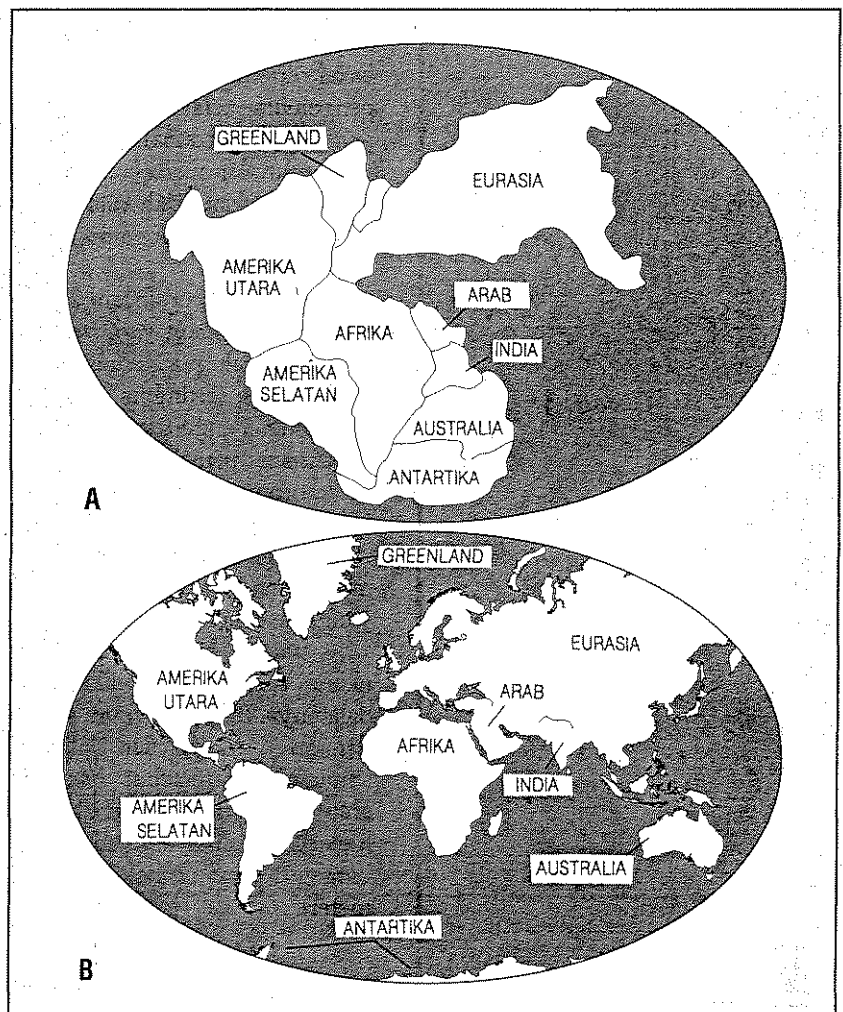 GREENLAND
EURASIA
AMERIKA
UTARA
ARAB
AFRIKA
INDIA
AMERIKA
SELATAN
AUSTRALIA
ANTARTIKA
A
GREENLAND
EURASIA
AMERIKA
UTARA
ARAB
AFRIKA
INDIA
AMERIKA
SELATAN
AUSTRALIA
ANTARTIKA
B